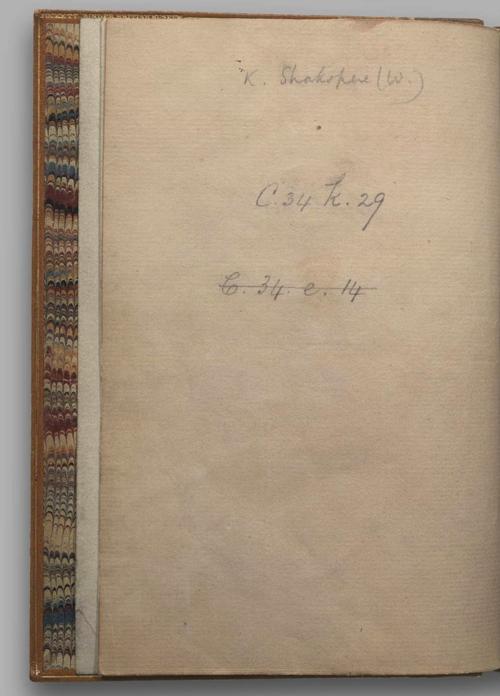 K. Shakspere (W.)
C.34 k. 29
C. 34. e. 14